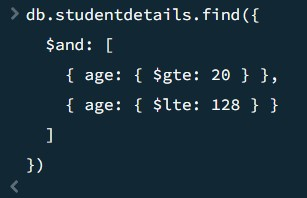 > db.studentdetails.find({
$and: [
{ age: { $gte: 20 } },
{ age: { $lte: 128 } }
]
})
<